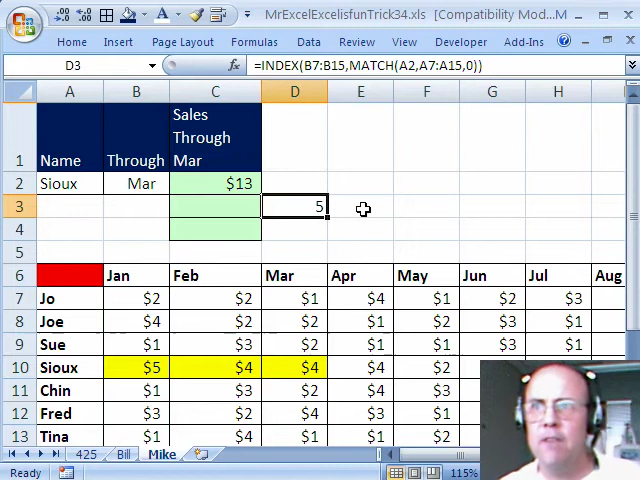 MrExcelExcelisfunTrick34.xls [Compatibility Mod... M
Home Insert Page Layout Formulas Data Review View Add-Ins
D3 fx =INDEX(B7:B15,MATCH(A2,A7:A15,0))
A B C D E F G H
1 Name Through Sales Through Mar
2 Sioux Mar $13
3 5
4
5
6 Jan Feb Mar Apr May Jun Jul Aug
7 Jo $2 $2 $1 $4 $1 $2 $3
8 Joe $4 $2 $2 $1 $2 $3 $1
9 Sue $1 $3 $2 $1 $1 $3 $1
10 Sioux $5 $4 $4 $4 $2
11 Chin $1 $3 $2 $4 $3
12 Fred $3 $2 $4 $3 $1
13 Tina $1 $4 $1 $1 $2
425 Bill Mike
Ready 115%